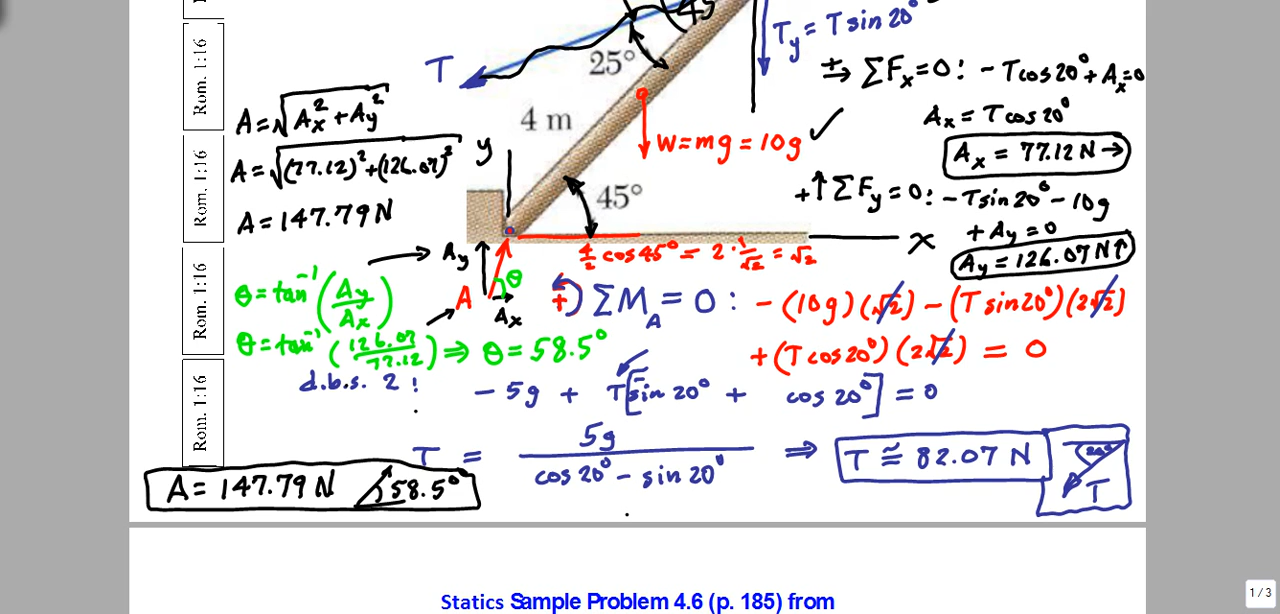 45
T_y = T sin 20°
25°
T
+→ ΣF_x = 0 : - T cos 20° + A_x = 0
A = √(A_x² + A_y²)
4 m
A_x = T cos 20°
W = mg = 10g ✓
A = √((77.12)² + (126.07)²)
y
A_x = 77.12 N →
45°
+↑ ΣF_y = 0 : - T sin 20° - 10g
A = 147.79 N
+ A_y = 0
x
A_y
4/2 cos 45° = 2 · 1/√2 = √2
A_y = 126.07 N ↑
θ = tan⁻¹ (A_y / A_x)
A
θ
A_x
+) ΣM_A = 0 : - (10g)(√2) - (T sin 20°)(2√2)
θ = tan⁻¹ (126.07 / 77.12) ⇒ θ = 58.5°
+ (T cos 20°)(2√2) = 0
d.b.s. 2 :
- 5g + T[-sin 20° + cos 20°] = 0
T = 5g / (cos 20° - sin 20°) ⇒ T ≅ 82.07 N
20°
T
A = 147.79 N 58.5°
Rom. 1:16
Rom. 1:16
Rom. 1:16
Rom. 1:16
Statics Sample Problem 4.6 (p. 185) from
1 / 3